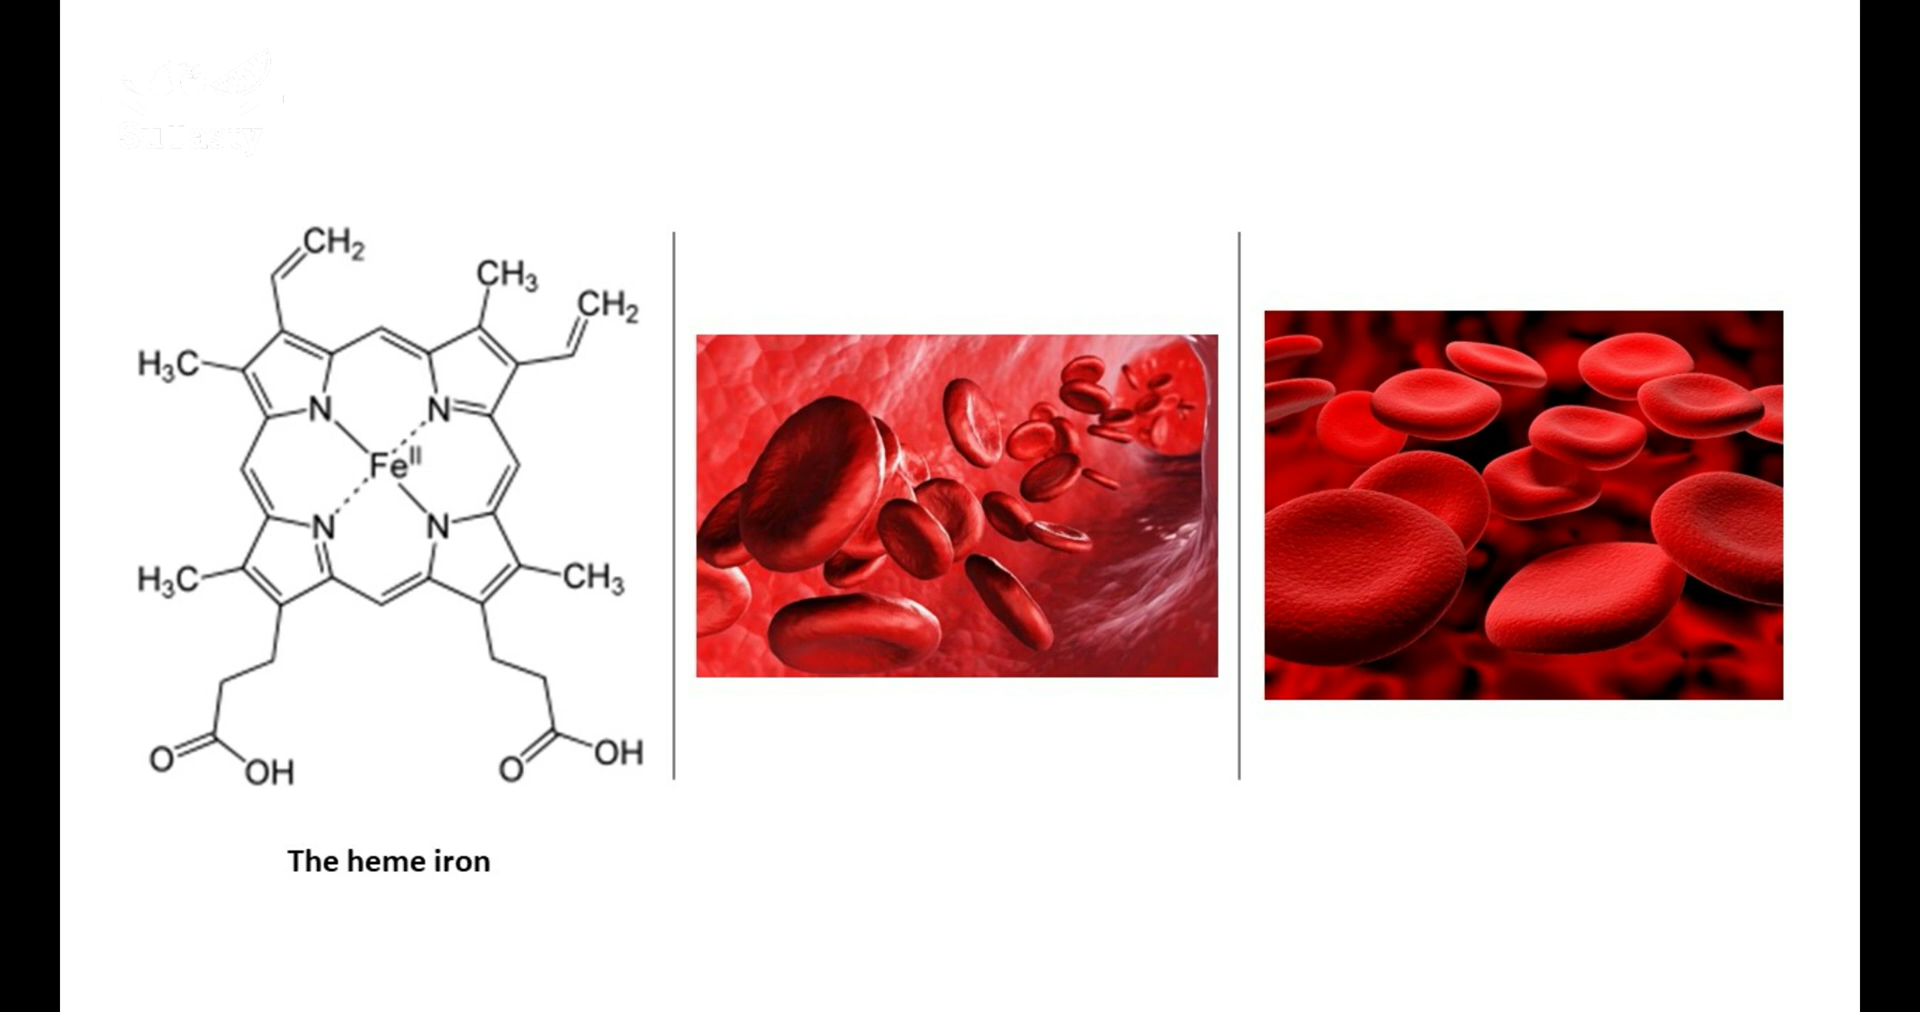 CH2
CH3
CH2
H3C
N
N
FeII
N
N
H3C
CH3
O
OH
O
OH
The heme iron